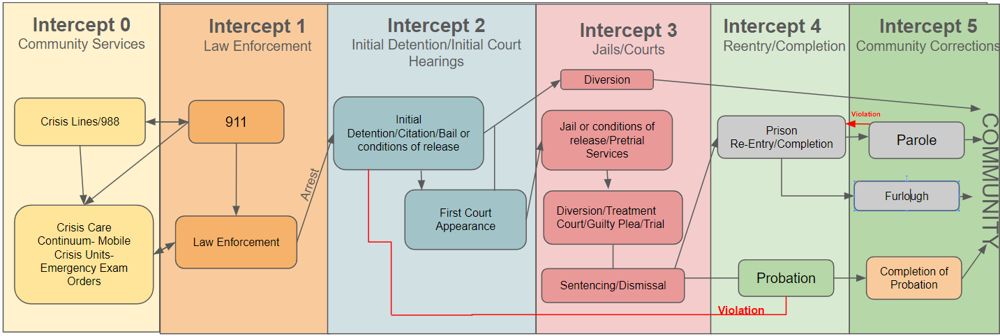 Intercept 0
Community Services
Intercept 1
Law Enforcement
Intercept 2
Initial Detention/Initial Court
Hearings
Intercept 3
Jails/Courts
Intercept 4
Reentry/Completion
Intercept 5
Community Corrections
Crisis Lines/988
Crisis Care
Continuum- Mobile
Crisis Units-
Emergency Exam
Orders
911
Law Enforcement
Arrest
Initial
Detention/Citation/Bail or
conditions of release
First Court
Appearance
Diversion
Jail or conditions of
release/Pretrial
Services
Diversion/Treatment
Court/Guilty Plea/Trial
Sentencing/Dismissal
Prison
Re-Entry/Completion
Probation
Violation
Violation
Parole
Furlough
Completion of
Probation
COMMUNITY